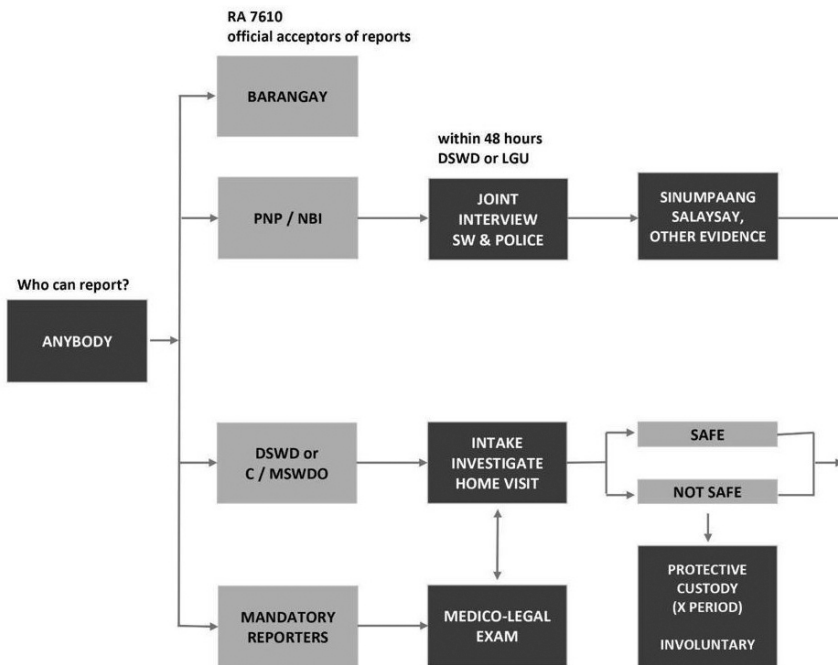 RA 7610
official acceptors of reports
BARANGAY
within 48 hours
DSWD or LGU
PNP / NBI
JOINT
INTERVIEW
SW & POLICE
SINUMPAANG
SALAYSAY,
OTHER EVIDENCE
Who can report?
ANYBODY
DSWD or
C / MSWDO
INTAKE
INVESTIGATE
HOME VISIT
SAFE
NOT SAFE
MANDATORY
REPORTERS
MEDICO-LEGAL
EXAM
PROTECTIVE
CUSTODY
(X PERIOD)
INVOLUNTARY